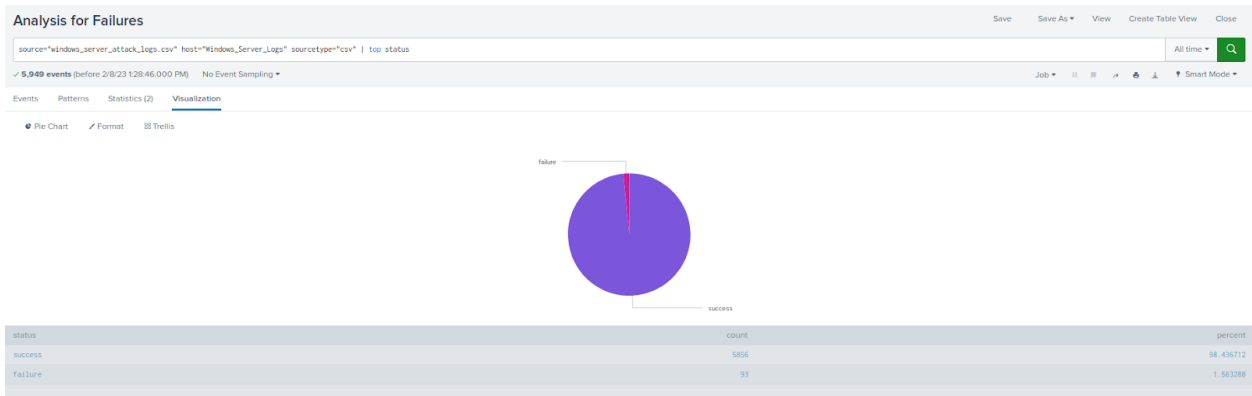 Analysis for Failures
Save Save As ▾ View Create Table View Close
source="windows_server_attack_logs.csv" host="Windows_Server_Logs" sourcetype="csv" | top status
All time ▾
✓ 5,949 events (before 2/8/23 1:28:46.000 PM) No Event Sampling ▾
Job ▾ Smart Mode ▾
Events Patterns Statistics (2) Visualization
Pie Chart Format Trellis
failure
success
status count percent
success 5856 98.436712
failure 93 1.563288